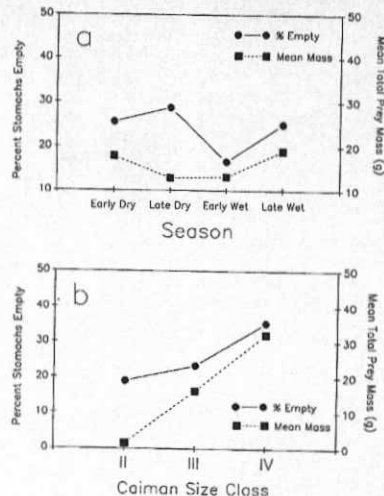 a
50
40
30
20
10
Percent Stomachs Empty
% Empty
Mean Mass
50
40
30
20
10
Mean Total Prey Mass (g)
Early Dry Late Dry Early Wet Late Wet
Season
b
50
40
30
20
10
0
Percent Stomachs Empty
% Empty
Mean Mass
50
40
30
20
10
0
Mean Total Prey Mass (g)
II III IV
Caiman Size Class